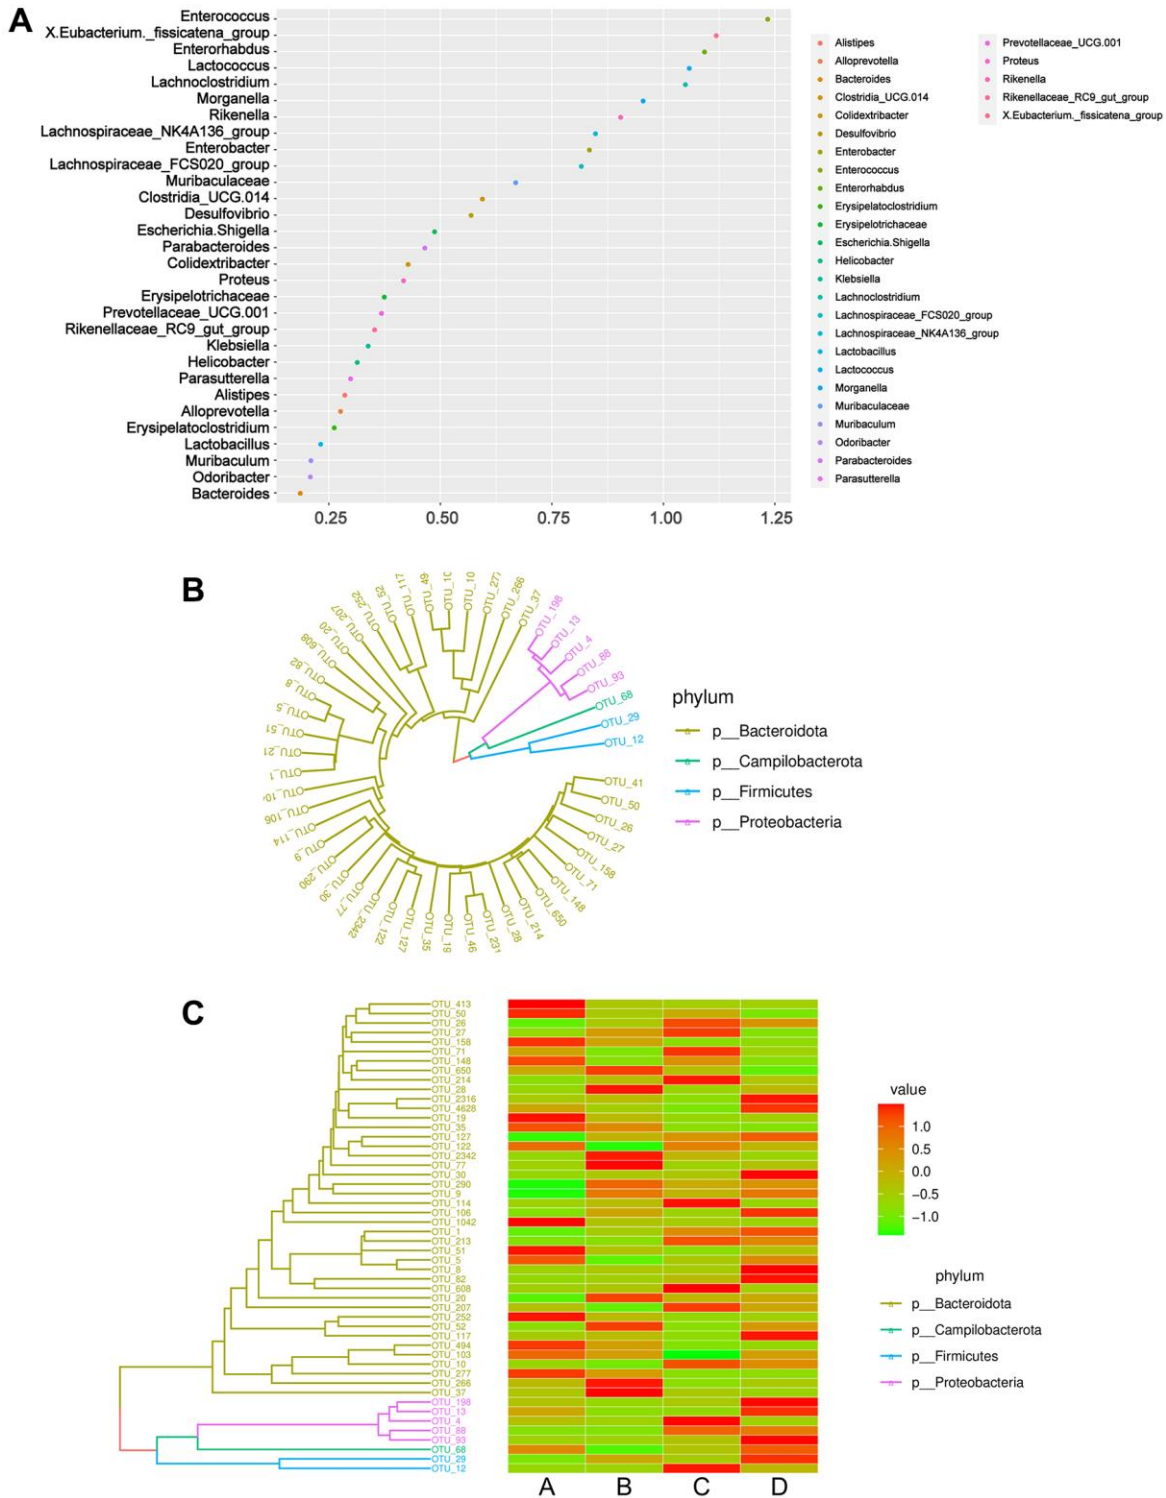 A
Enterococcus
X.Eubacterium._fissicatena_group
Enterorhabdus
Lactococcus
Lachnoclostridium
Morganella
Rikenella
Lachnospiraceae_NK4A136_group
Enterobacter
Lachnospiraceae_FCS020_group
Muribaculaceae
Clostridia_UCG.014
Desulfovibrio
Escherichia.Shigella
Parabacteroides
Colidextribacter
Proteus
Erysipelotrichaceae
Prevotellaceae_UCG.001
Rikenellaceae_RC9_gut_group
Klebsiella
Helicobacter
Parasutterella
Alistipes
Alloprevotella
Erysipelatoclostridium
Lactobacillus
Muribaculum
Odoribacter
Bacteroides
0.25 0.50 0.75 1.00 1.25
Alistipes
Alloprevotella
Bacteroides
Clostridia_UCG.014
Colidextribacter
Desulfovibrio
Enterobacter
Enterococcus
Enterorhabdus
Erysipelatoclostridium
Erysipelotrichaceae
Escherichia.Shigella
Helicobacter
Klebsiella
Lachnoclostridium
Lachnospiraceae_FCS020_group
Lachnospiraceae_NK4A136_group
Lactobacillus
Lactococcus
Morganella
Muribaculaceae
Muribaculum
Odoribacter
Parabacteroides
Parasutterella
Prevotellaceae_UCG.001
Proteus
Rikenella
Rikenellaceae_RC9_gut_group
X.Eubacterium._fissicatena_group
B
OTU_198
OTU_13
OTU_4
OTU_88
OTU_93
OTU_68
OTU_29
OTU_12
OTU_41
OTU_50
OTU_26
OTU_27
OTU_158
OTU_71
OTU_148
OTU_650
OTU_214
OTU_28
OTU_231
OTU_46
OTU_19
OTU_35
OTU_127
OTU_122
OTU_2342
OTU_77
OTU_30
OTU_290
OTU_9
OTU_114
OTU_106
OTU_10
OTU_1
OTU_21
OTU_51
OTU_5
OTU_8
OTU_82
OTU_608
OTU_20
OTU_207
OTU_252
OTU_52
OTU_117
OTU_49
OTU_10
OTU_10
OTU_277
OTU_266
OTU_37
phylum
p__Bacteroidota
p__Campilobacterota
p__Firmicutes
p__Proteobacteria
C
OTU_413
OTU_50
OTU_26
OTU_27
OTU_158
OTU_71
OTU_148
OTU_650
OTU_214
OTU_28
OTU_2316
OTU_4628
OTU_19
OTU_35
OTU_127
OTU_122
OTU_2342
OTU_77
OTU_30
OTU_290
OTU_9
OTU_114
OTU_106
OTU_1042
OTU_1
OTU_213
OTU_51
OTU_5
OTU_8
OTU_82
OTU_608
OTU_20
OTU_207
OTU_252
OTU_52
OTU_117
OTU_494
OTU_103
OTU_10
OTU_277
OTU_266
OTU_37
OTU_198
OTU_13
OTU_4
OTU_88
OTU_93
OTU_68
OTU_29
OTU_12
A B C D
value
1.0
0.5
0.0
−0.5
−1.0
phylum
p__Bacteroidota
p__Campilobacterota
p__Firmicutes
p__Proteobacteria